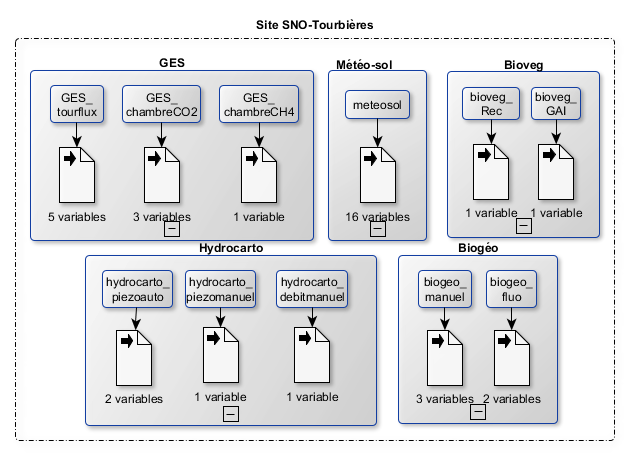 Site SNO-Tourbières
GES
GES_
tourflux
GES_
chambreCO2
GES_
chambreCH4
5 variables
3 variables
1 variable
Météo-sol
meteosol
16 variables
Bioveg
bioveg_
Rec
bioveg_
GAI
1 variable
1 variable
Hydrocarto
hydrocarto_
piezoauto
hydrocarto_
piezomanuel
hydrocarto_
debitmanuel
2 variables
1 variable
1 variable
Biogéo
biogeo_
manuel
biogeo_
fluo
3 variables
2 variables